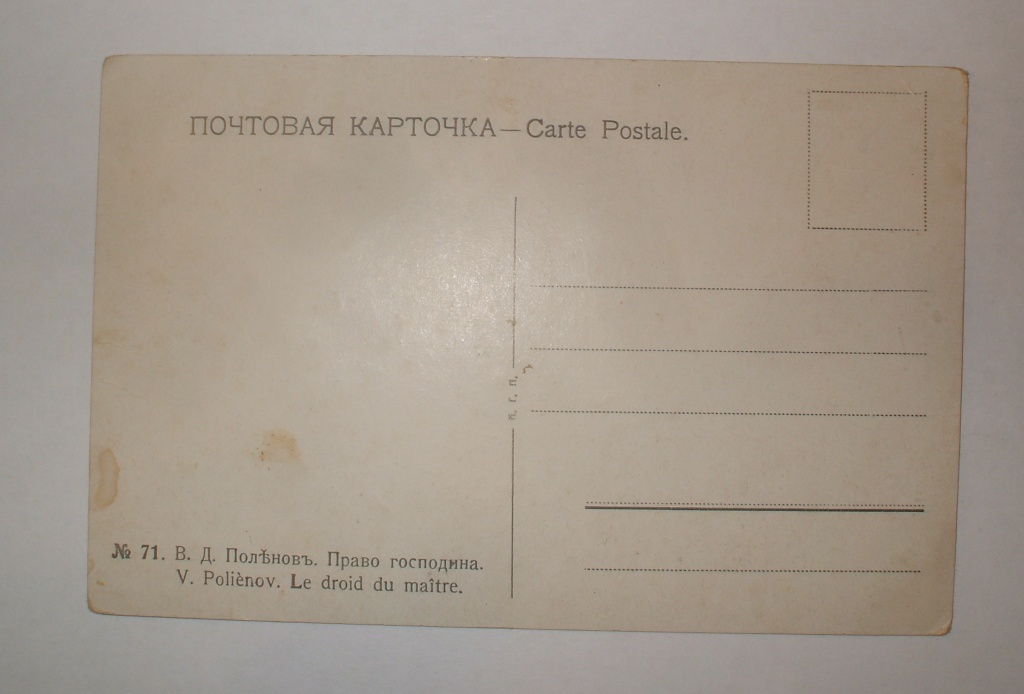 ПОЧТОВАЯ КАРТОЧКА — Carte Postale.
№ 71. В. Д. Полѣновъ. Право господина.
V. Poliènov. Le droid du maître.